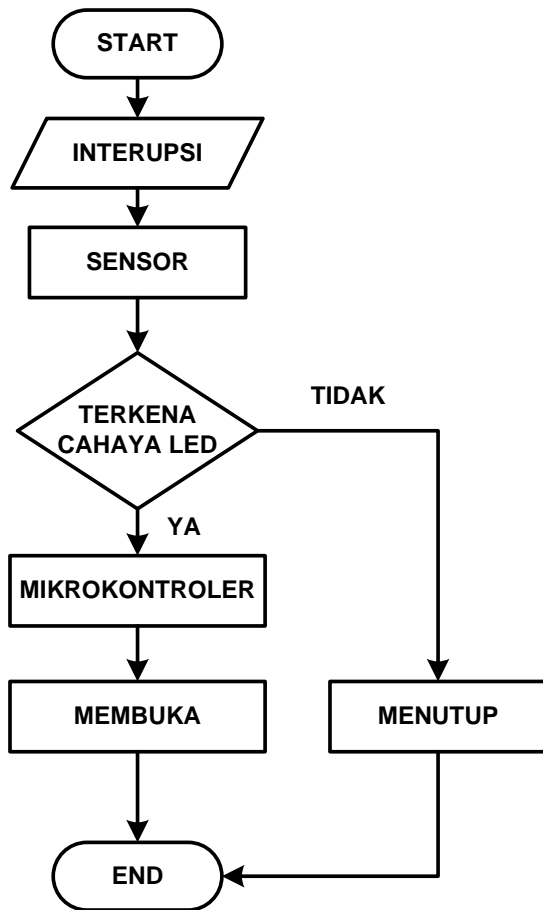 START
INTERUPSI
SENSOR
TERKENA
CAHAYA LED
TIDAK
YA
MIKROKONTROLER
MEMBUKA
MENUTUP
END